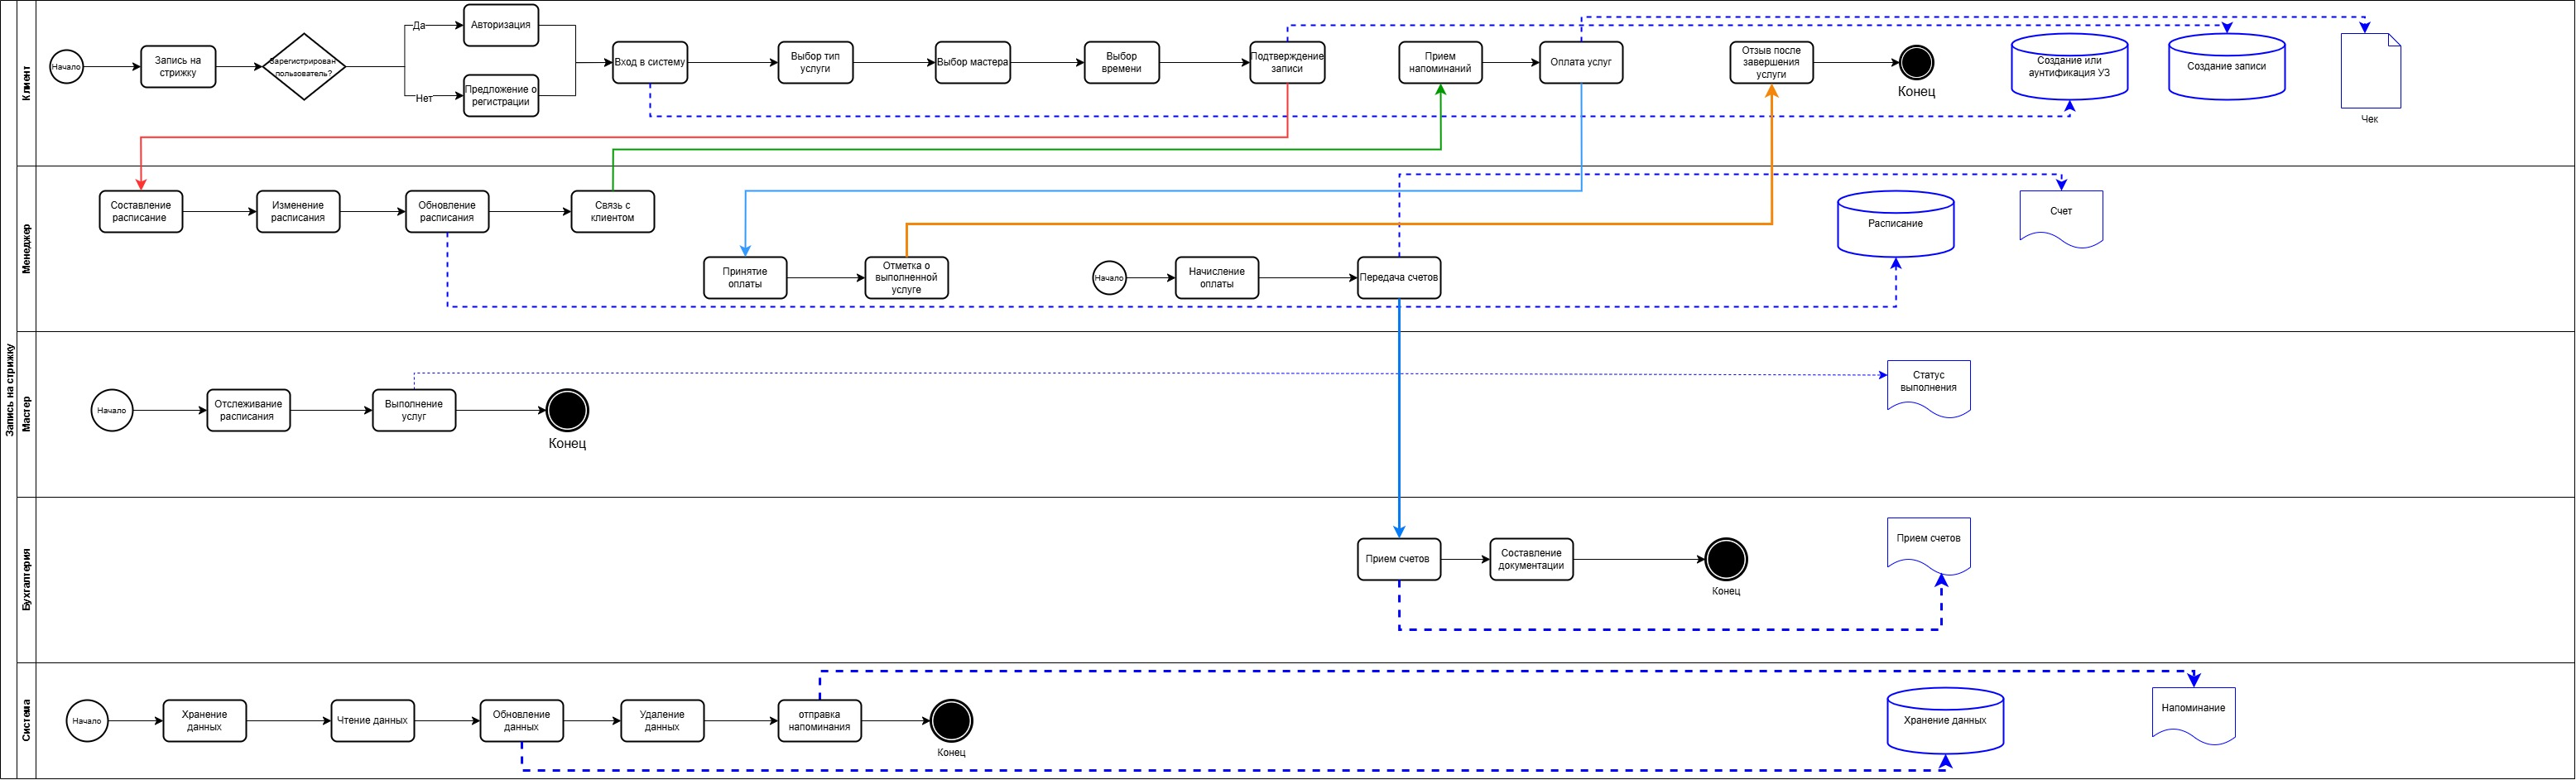 Запись на стрижку
Клиент
Начало
Запись на
стрижку
Зарегистрирован
пользователь?
Да
Нет
Авторизация
Предложение о
регистрации
Вход в систему
Выбор тип
услуги
Выбор мастера
Выбор
времени
Подтверждение
записи
Прием
напоминаний
Оплата услуг
Отзыв после
завершения
услуги
Конец
Создание или
аунтификация УЗ
Создание записи
Чек
Менеджер
Составление
расписание
Изменение
расписания
Обновление
расписания
Связь с
клиентом
Принятие
оплаты
Отметка о
выполненной
услуге
Начало
Начисление
оплаты
Передача счетов
Расписание
Счет
Мастер
Начало
Отслеживание
расписания
Выполнение
услуг
Конец
Статус
выполнения
Бухгалтерия
Прием счетов
Составление
документации
Конец
Прием счетов
Система
Начало
Хранение
данных
Чтение данных
Обновление
данных
Удаление
данных
отправка
напоминания
Конец
Хранение данных
Напоминание